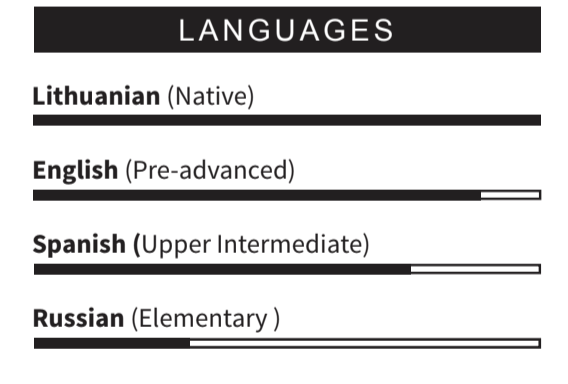 LANGUAGES
Lithuanian (Native)
English (Pre-advanced)
Spanish (Upper Intermediate)
Russian (Elementary )